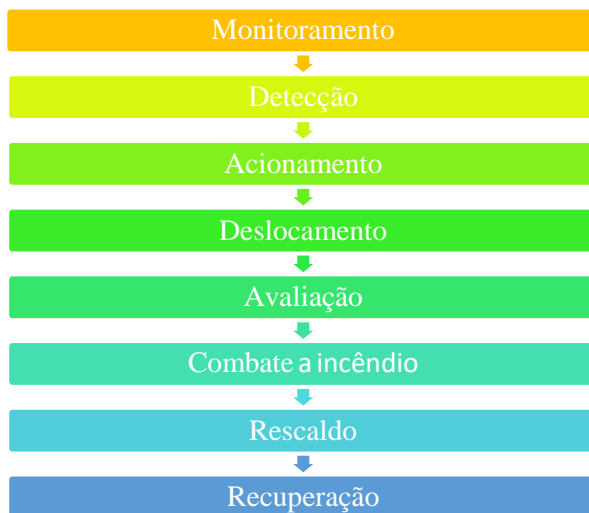 Monitoramento
Detecção
Acionamento
Deslocamento
Avaliação
Combate a incêndio
Rescaldo
Recuperação